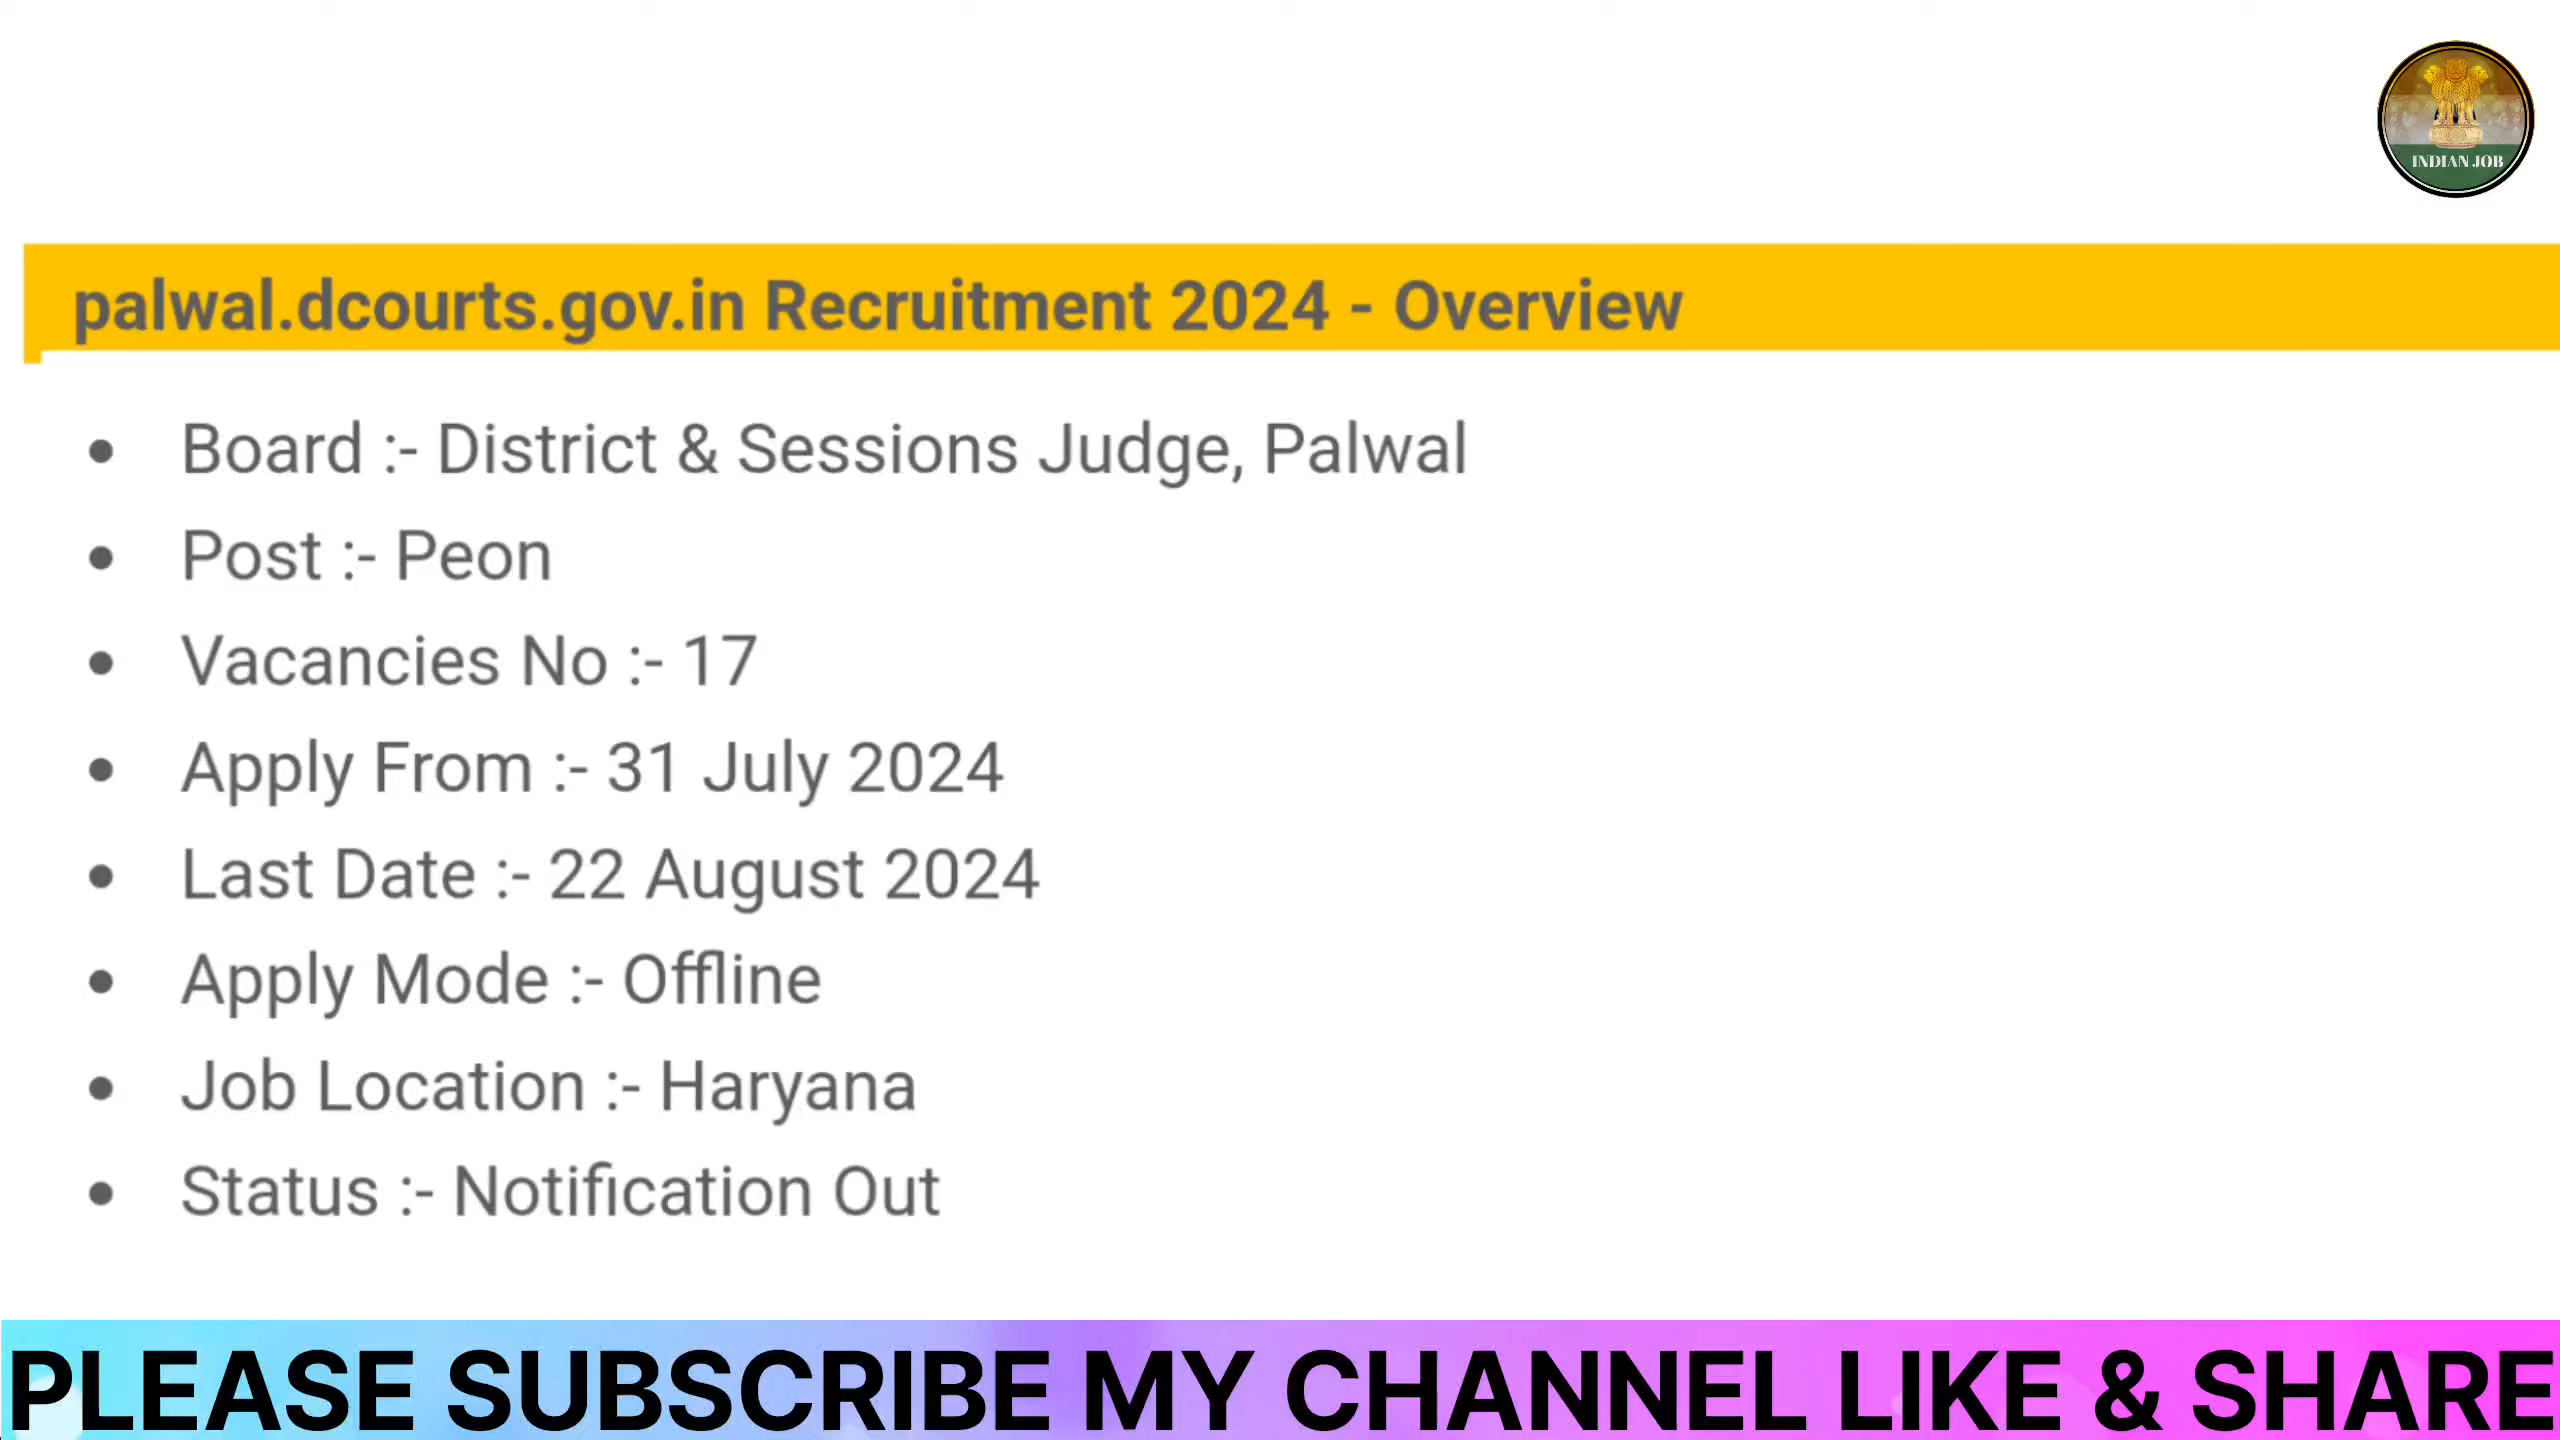 INDIAN JOB
palwal.dcourts.gov.in Recruitment 2024 - Overview
• Board :- District & Sessions Judge, Palwal
• Post :- Peon
• Vacancies No :- 17
• Apply From :- 31 July 2024
• Last Date :- 22 August 2024
• Apply Mode :- Offline
• Job Location :- Haryana
• Status :- Notification Out
PLEASE SUBSCRIBE MY CHANNEL LIKE & SHARE